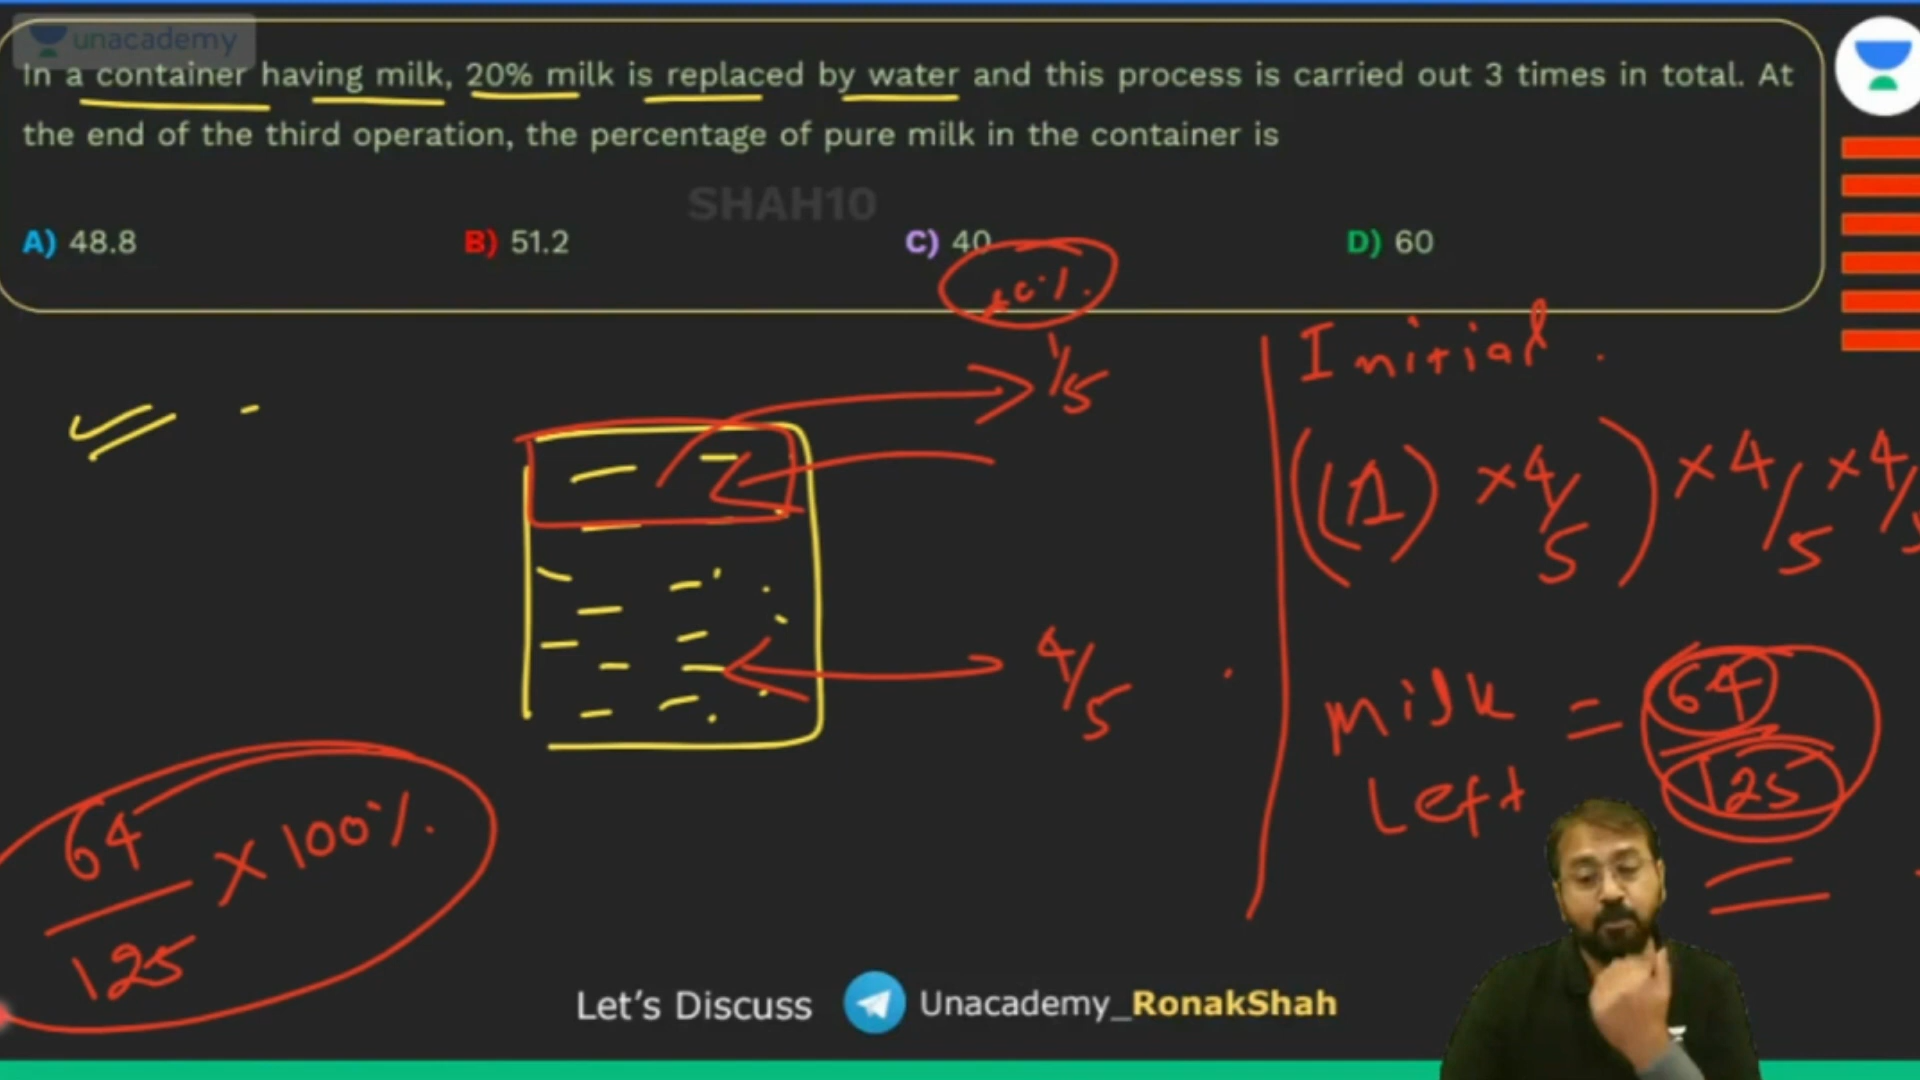 unacademy
In a container having milk, 20% milk is replaced by water and this process is carried out 3 times in total. At
the end of the third operation, the percentage of pure milk in the container is
SHAH10
A) 48.8
B) 51.2
C) 40
D) 60
1/5
Initial
((1) ×4/5) ×4/5 ×4/
4/5
milk = 64/125
Left
64/125 × 100%
Let's Discuss
Unacademy_RonakShah